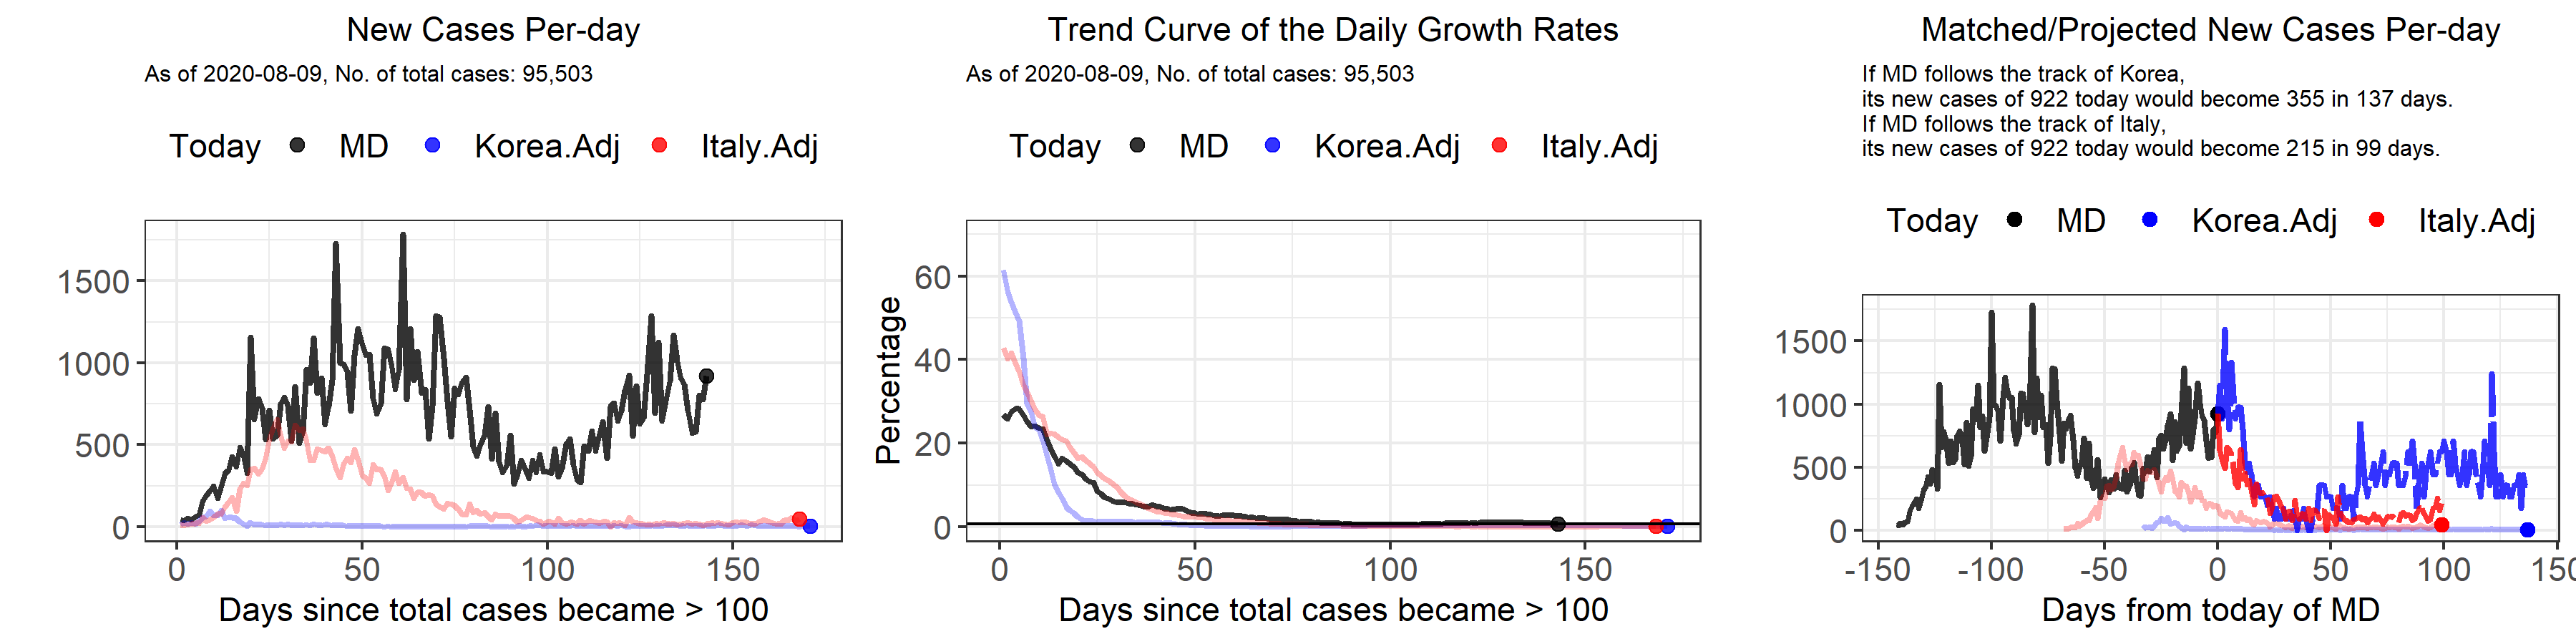 New Cases Per-day
As of 2020-08-09, No. of total cases: 95,503
Today MD Korea.Adj Italy.Adj
1500
1000
500
0
0 50 100 150
Days since total cases became > 100
Trend Curve of the Daily Growth Rates
As of 2020-08-09, No. of total cases: 95,503
Today MD Korea.Adj Italy.Adj
Percentage
60
40
20
0
0 50 100 150
Days since total cases became > 100
Matched/Projected New Cases Per-day
If MD follows the track of Korea,
its new cases of 922 today would become 355 in 137 days.
If MD follows the track of Italy,
its new cases of 922 today would become 215 in 99 days.
Today MD Korea.Adj Italy.Adj
1500
1000
500
0
-150 -100 -50 0 50 100 150
Days from today of MD